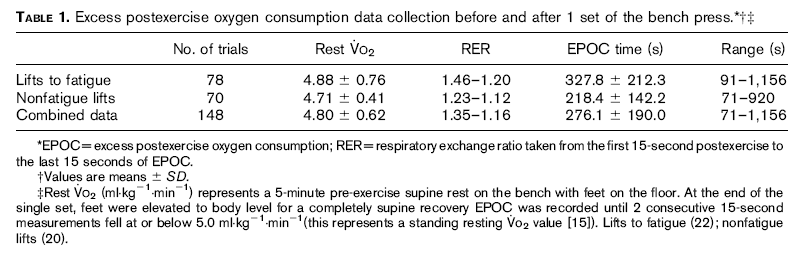 TABLE 1. Excess postexercise oxygen consumption data collection before and after 1 set of the bench press.*†‡
No. of trials Rest V̇O2 RER EPOC time (s) Range (s)
Lifts to fatigue 78 4.88 ± 0.76 1.46–1.20 327.8 ± 212.3 91–1,156
Nonfatigue lifts 70 4.71 ± 0.41 1.23–1.12 218.4 ± 142.2 71–920
Combined data 148 4.80 ± 0.62 1.35–1.16 276.1 ± 190.0 71–1,156
*EPOC = excess postexercise oxygen consumption; RER = respiratory exchange ratio taken from the first 15-second postexercise to
the last 15 seconds of EPOC.
†Values are means ± SD.
‡Rest V̇O2 (ml·kg−1·min−1) represents a 5-minute pre-exercise supine rest on the bench with feet on the floor. At the end of the
single set, feet were elevated to body level for a completely supine recovery EPOC was recorded until 2 consecutive 15-second
measurements fell at or below 5.0 ml·kg−1·min−1(this represents a standing resting V̇O2 value [15]). Lifts to fatigue (22); nonfatigue
lifts (20).